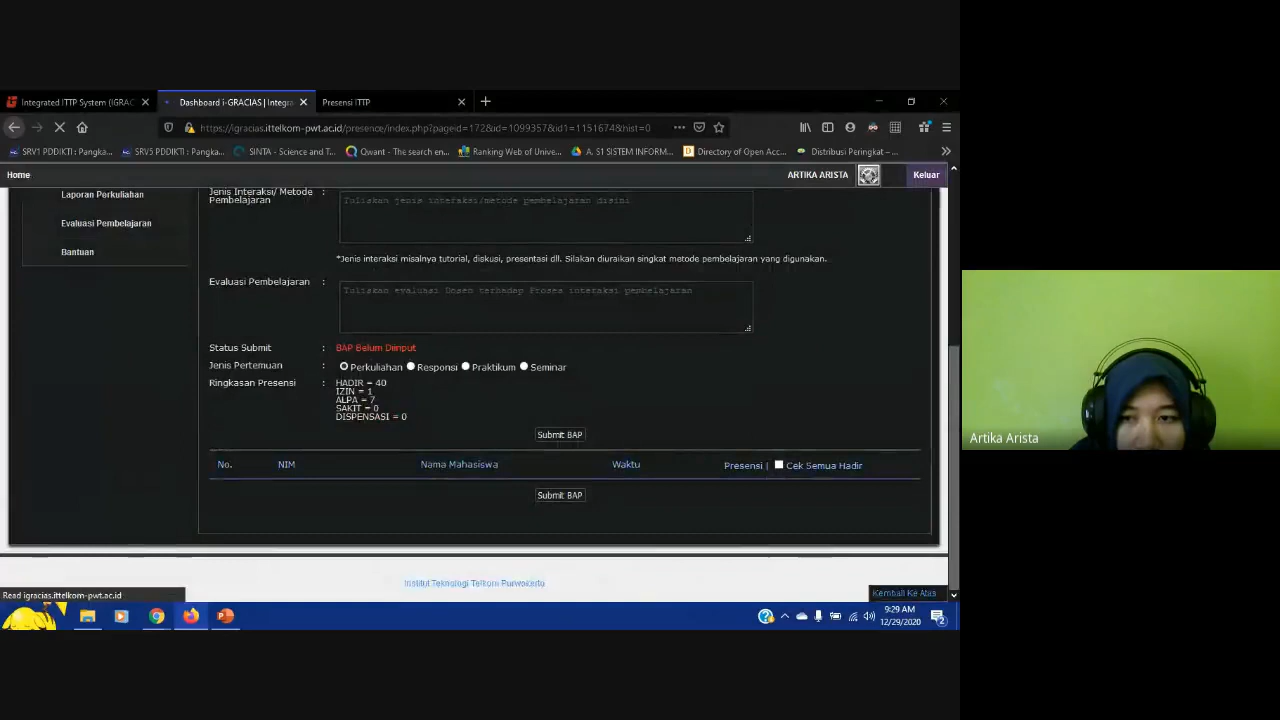 Integrated ITTP System (IGRAC
Dashboard i-GRACIAS | Integra
Presensi ITTP
https://igracias.ittelkom-pwt.ac.id/presence/index.php?pageid=172&id=1099357&id1=1151674&hist=0
SRV1 PDDIKTI : Pangka...
SRV5 PDDIKTI : Pangka...
SINTA - Science and T...
Qwant - The search en...
Ranking Web of Unive...
A. S1 SISTEM INFORM...
Directory of Open Acc...
Distribusi Peringkat – ...
Home
ARTIKA ARISTA
Keluar
Laporan Perkuliahan
Evaluasi Pembelajaran
Bantuan
Jenis Interaksi/ Metode Pembelajaran :
Tuliskan jenis interaksi/metode pembelajaran disini
*Jenis interaksi misalnya tutorial, diskusi, presentasi dll. Silakan diuraikan singkat metode pembelajaran yang digunakan.
Evaluasi Pembelajaran :
Tuliskan evaluasi Dosen terhadap Proses interaksi pembelajaran
Status Submit : BAP Belum Diinput
Jenis Pertemuan : Perkuliahan Responsi Praktikum Seminar
Ringkasan Presensi : HADIR = 40
IZIN = 1
ALPA = 7
SAKIT = 0
DISPENSASI = 0
Submit BAP
No. NIM Nama Mahasiswa Waktu Presensi | Cek Semua Hadir
Submit BAP
Institut Teknologi Telkom Purwokerto
Kembali Ke Atas
Read igracias.ittelkom-pwt.ac.id
9:29 AM
12/29/2020
2
Artika Arista